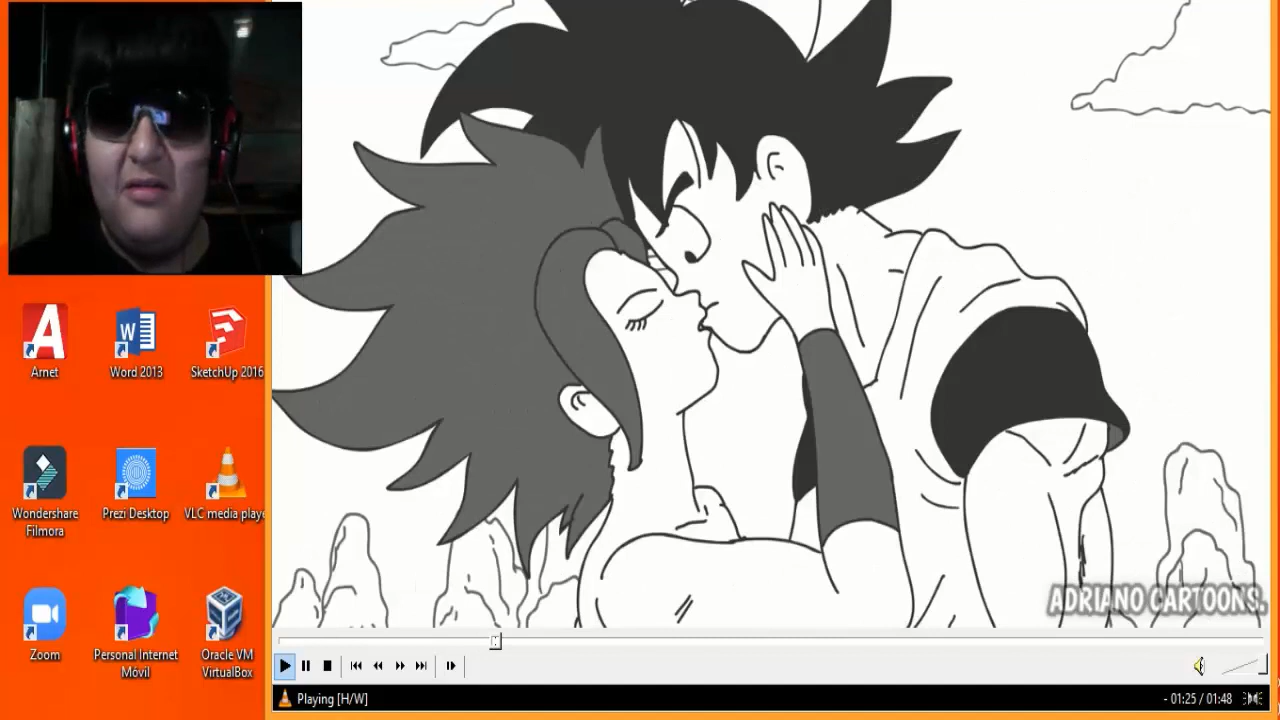 Arnet
Word 2013
SketchUp 2016
Wondershare
Filmora
Prezi Desktop
VLC media playe
Zoom
Personal Internet
Móvil
Oracle VM
VirtualBox
ADRIANO CARTOONS.
Playing [H/W]
- 01:25 / 01:48